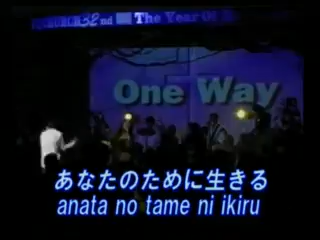 CHURCH 32nd The Year Of
One Way
あなたのために生きる
anata no tame ni ikiru